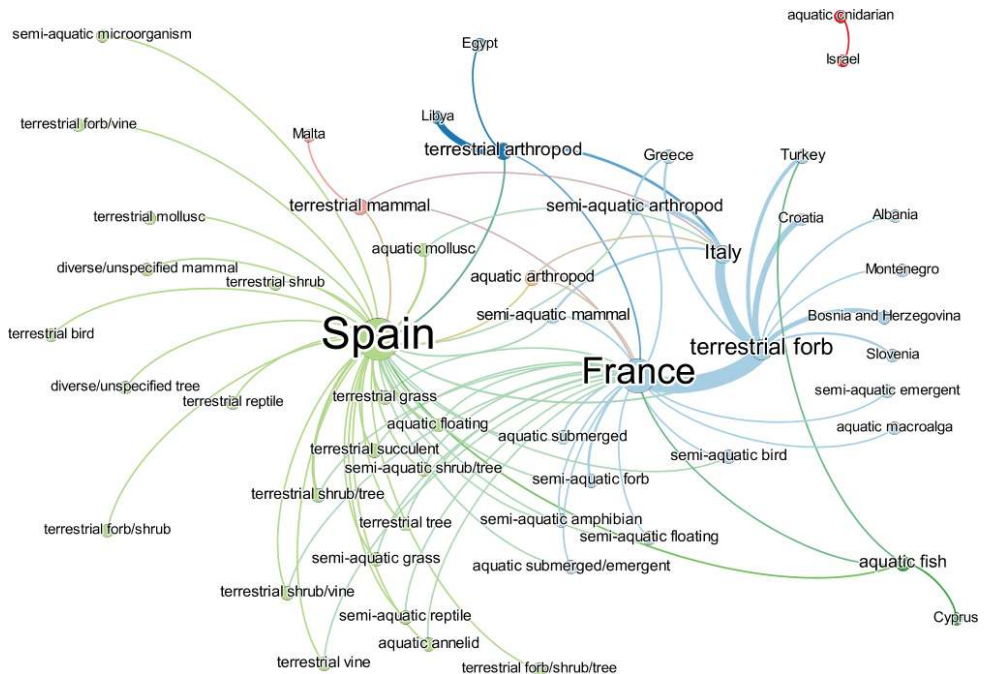 aquatic cnidarian
semi-aquatic microorganism
Egypt
Israel
Libya
terrestrial forb/vine
Malta
terrestrial arthropod
Greece
Turkey
terrestrial mammal
semi-aquatic arthropod
terrestrial mollusc
Croatia
Albania
aquatic mollusc
Italy
diverse/unspecified mammal
terrestrial shrub
aquatic arthropod
Montenegro
semi-aquatic mammal
Bosnia and Herzegovina
terrestrial bird
Spain
terrestrial forb
Slovenia
France
diverse/unspecified tree
terrestrial reptile
terrestrial grass
semi-aquatic emergent
aquatic floating
aquatic macroalga
aquatic submerged
terrestrial succulent
semi-aquatic bird
semi-aquatic shrub/tree
semi-aquatic forb
terrestrial shrub/tree
semi-aquatic amphibian
terrestrial forb/shrub
terrestrial tree
semi-aquatic floating
semi-aquatic grass
aquatic submerged/emergent
aquatic fish
terrestrial shrub/vine
semi-aquatic reptile
Cyprus
aquatic annelid
terrestrial vine
terrestrial forb/shrub/tree